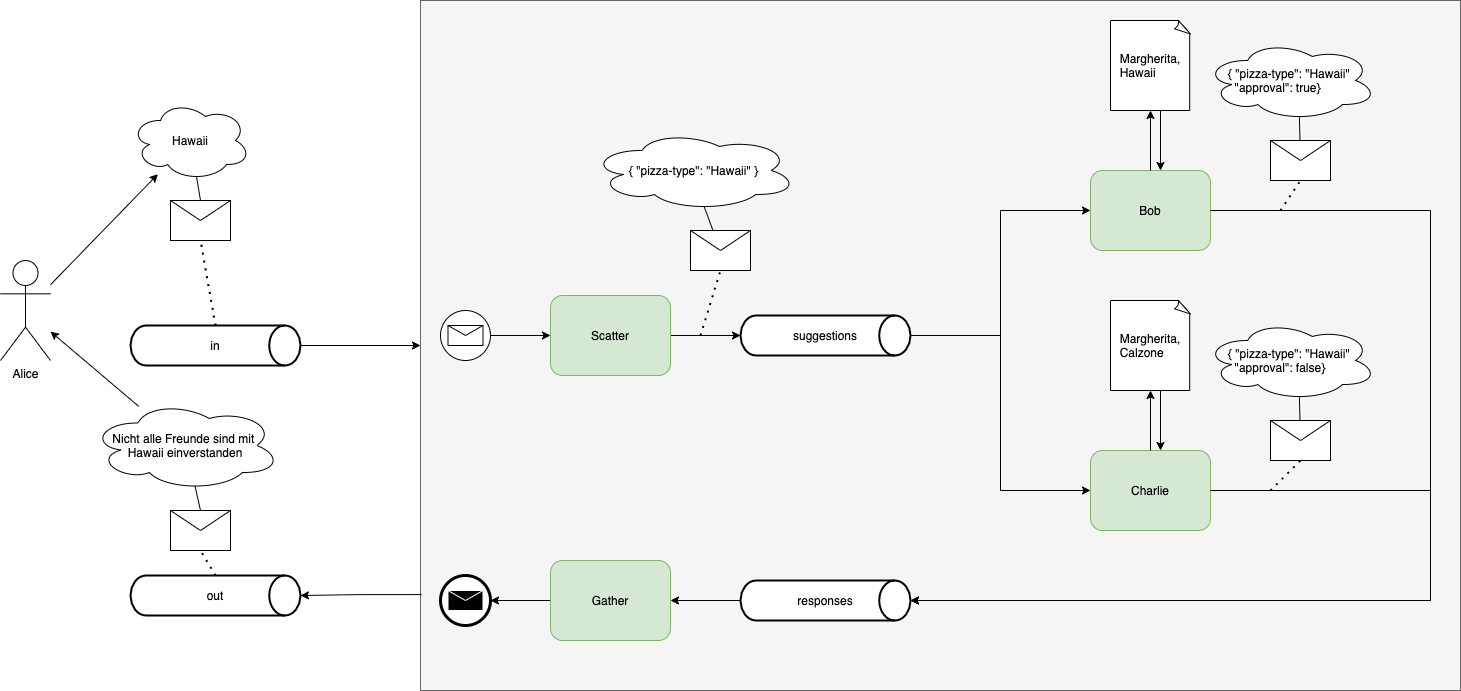 Hawaii
Alice
in
Nicht alle Freunde sind mit
Hawaii einverstanden
out
{ "pizza-type": "Hawaii" }
Scatter
suggestions
Margherita,
Hawaii
{ "pizza-type": "Hawaii"
"approval": true}
Bob
Margherita,
Calzone
{ "pizza-type": "Hawaii"
"approval": false}
Charlie
Gather
responses